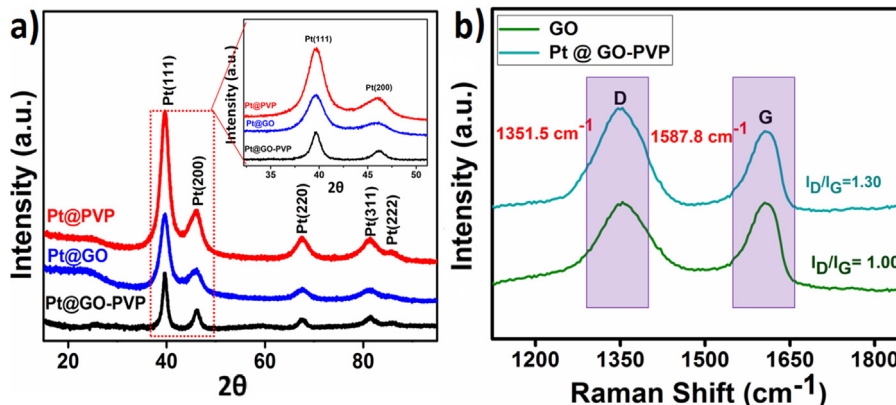 a)
Intensity (a.u.)
Pt(111)
Pt(200)
Pt(220)
Pt(311)
Pt(222)
Pt@PVP
Pt@GO
Pt@GO-PVP
20 40 60 80
2θ
Intensity (a.u.)
Pt(111)
Pt(200)
Pt@PVP
Pt@GO
Pt@GO-PVP
35 40 45 50
2θ
b)
Intensity (a.u.)
GO
Pt @ GO-PVP
D
G
1351.5 cm-1
1587.8 cm-1
ID/IG=1.30
ID/IG= 1.00
1200 1350 1500 1650 1800
Raman Shift (cm-1)